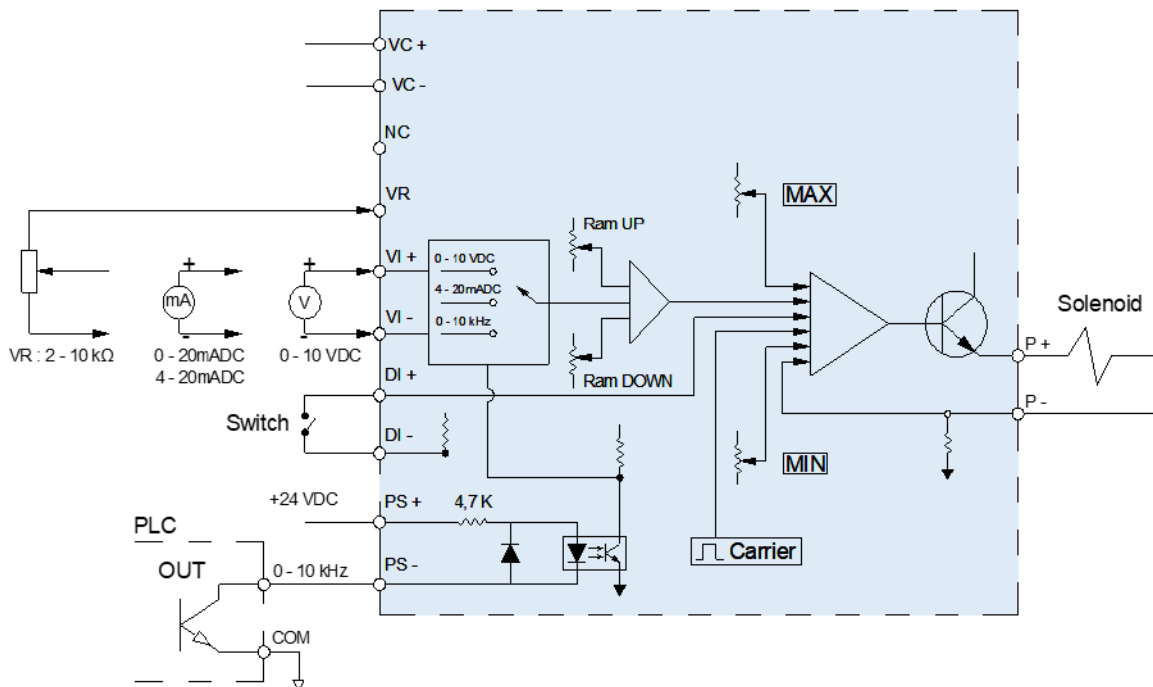 VC +
VC -
NC
VR
MAX
Ram UP
VI +
0 - 10 VDC
4 - 20mADC
0 - 10 kHz
+
mA
-
+
V
-
VI -
Solenoid
P +
P -
VR : 2 - 10 kΩ
0 - 20mADC
4 - 20mADC
0 - 10 VDC
Ram DOWN
DI +
Switch
DI -
MIN
+24 VDC
PS +
4,7 K
PLC
OUT
0 - 10 kHz
PS -
Carrier
COM